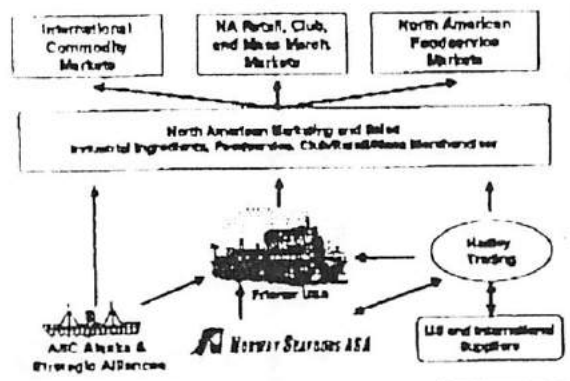 International
Commodity
Markets
NA Retail, Club,
and Mass Merch.
Markets
North American
Foodservice
Markets
North American Marketing and Sales
Industrial Ingredients, Foodservice, Club/Retail/Mass Merchandiser
Hadley
Trading
Frionor USA
ABC Alaska &
Strategic Alliances
NORWAY SEAFOODS ASA
US and International
Suppliers